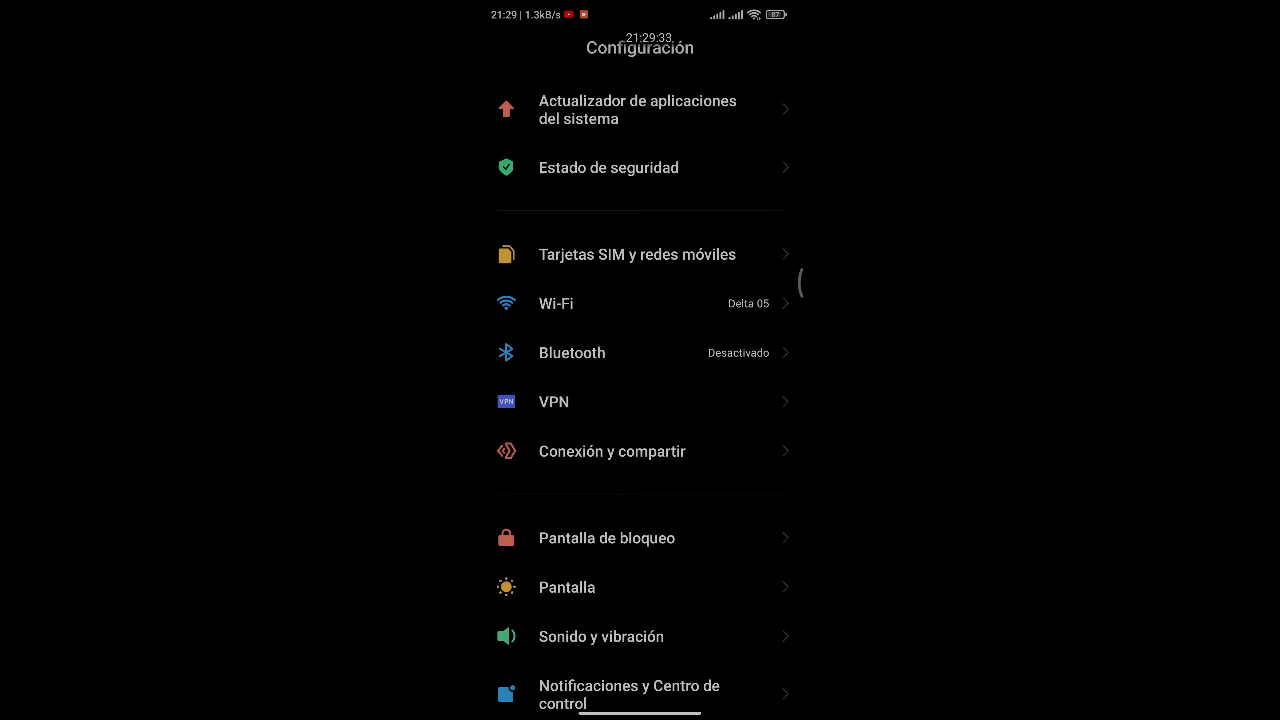 21:29 | 1.3kB/s
87
21:29:33
Configuración
Actualizador de aplicaciones
del sistema
Estado de seguridad
Tarjetas SIM y redes móviles
Wi-Fi
Delta 05
Bluetooth
Desactivado
VPN
VPN
Conexión y compartir
Pantalla de bloqueo
Pantalla
Sonido y vibración
Notificaciones y Centro de
control